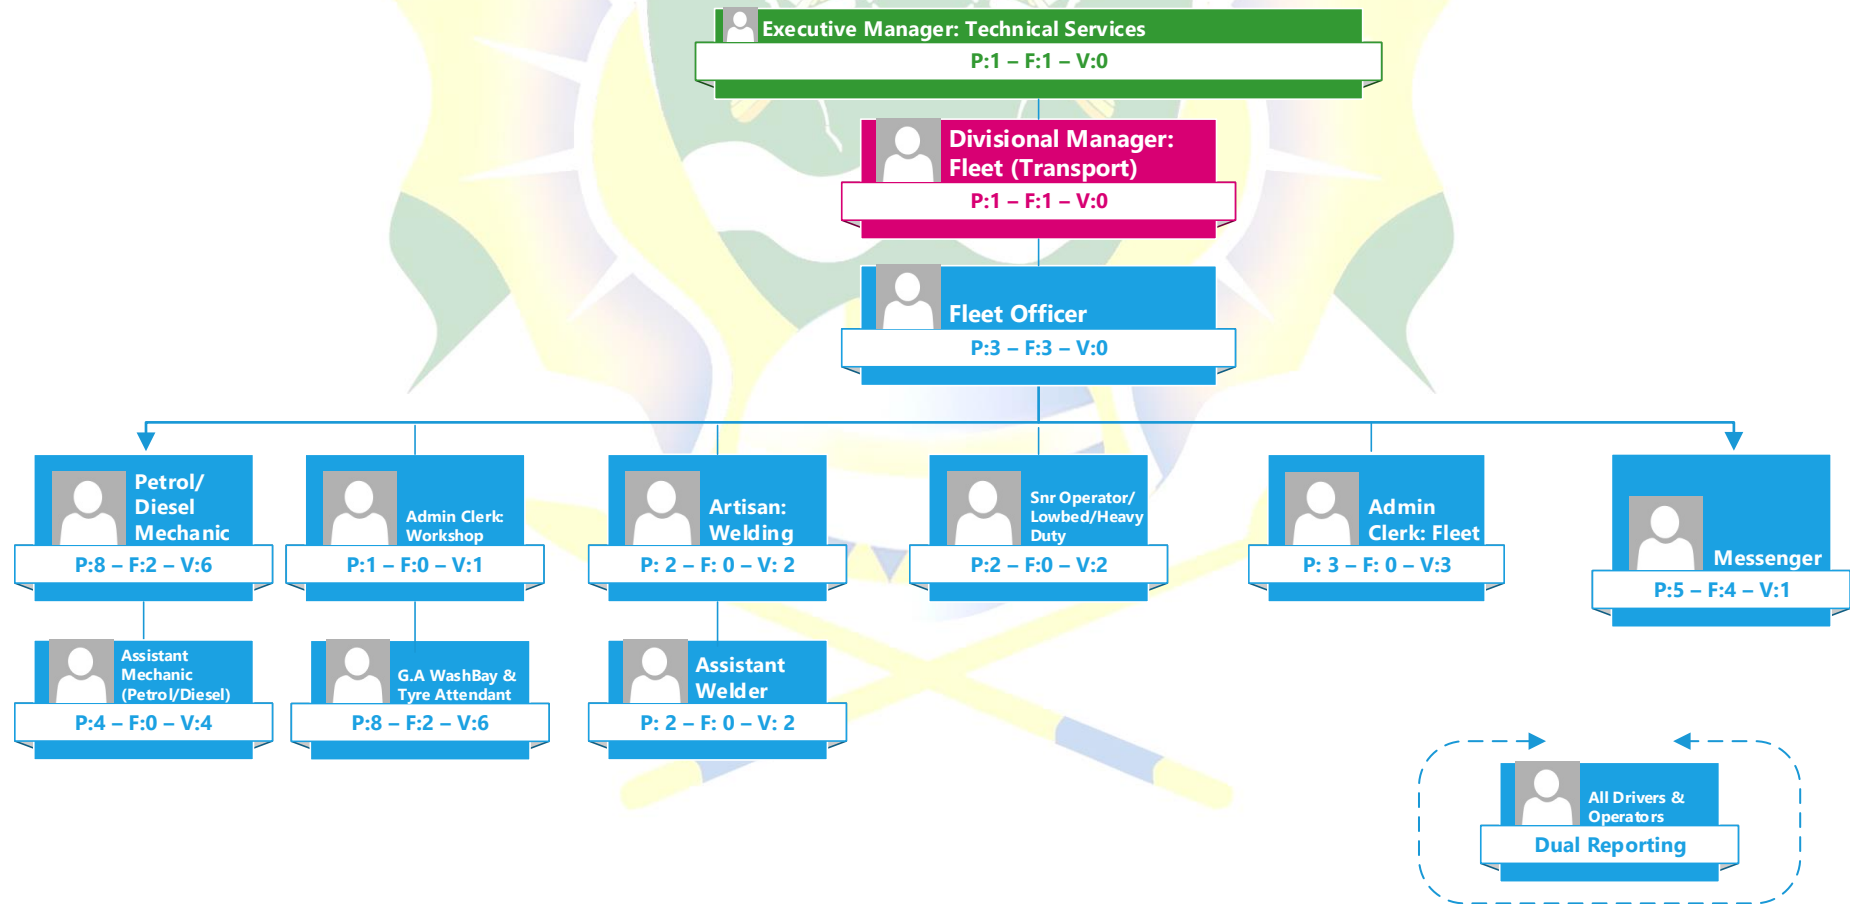 Executive Manager: Technical Services
P:1 – F:1 – V:0
Divisional Manager:
Fleet (Transport)
P:1 – F:1 – V:0
Fleet Officer
P:3 – F:3 – V:0
Petrol/
Diesel
Mechanic
P:8 – F:2 – V:6
Admin Clerk:
Workshop
P:1 – F:0 – V:1
Artisan:
Welding
P: 2 – F: 0 – V: 2
Snr Operator/
Lowbed/Heavy
Duty
P:2 – F:0 – V:2
Admin
Clerk: Fleet
P: 3 – F: 0 – V:3
Messenger
P:5 – F:4 – V:1
Assistant
Mechanic
(Petrol/Diesel)
P:4 – F:0 – V:4
G.A WashBay &
Tyre Attendant
P:8 – F:2 – V:6
Assistant
Welder
P: 2 – F: 0 – V: 2
All Drivers &
Operators
Dual Reporting